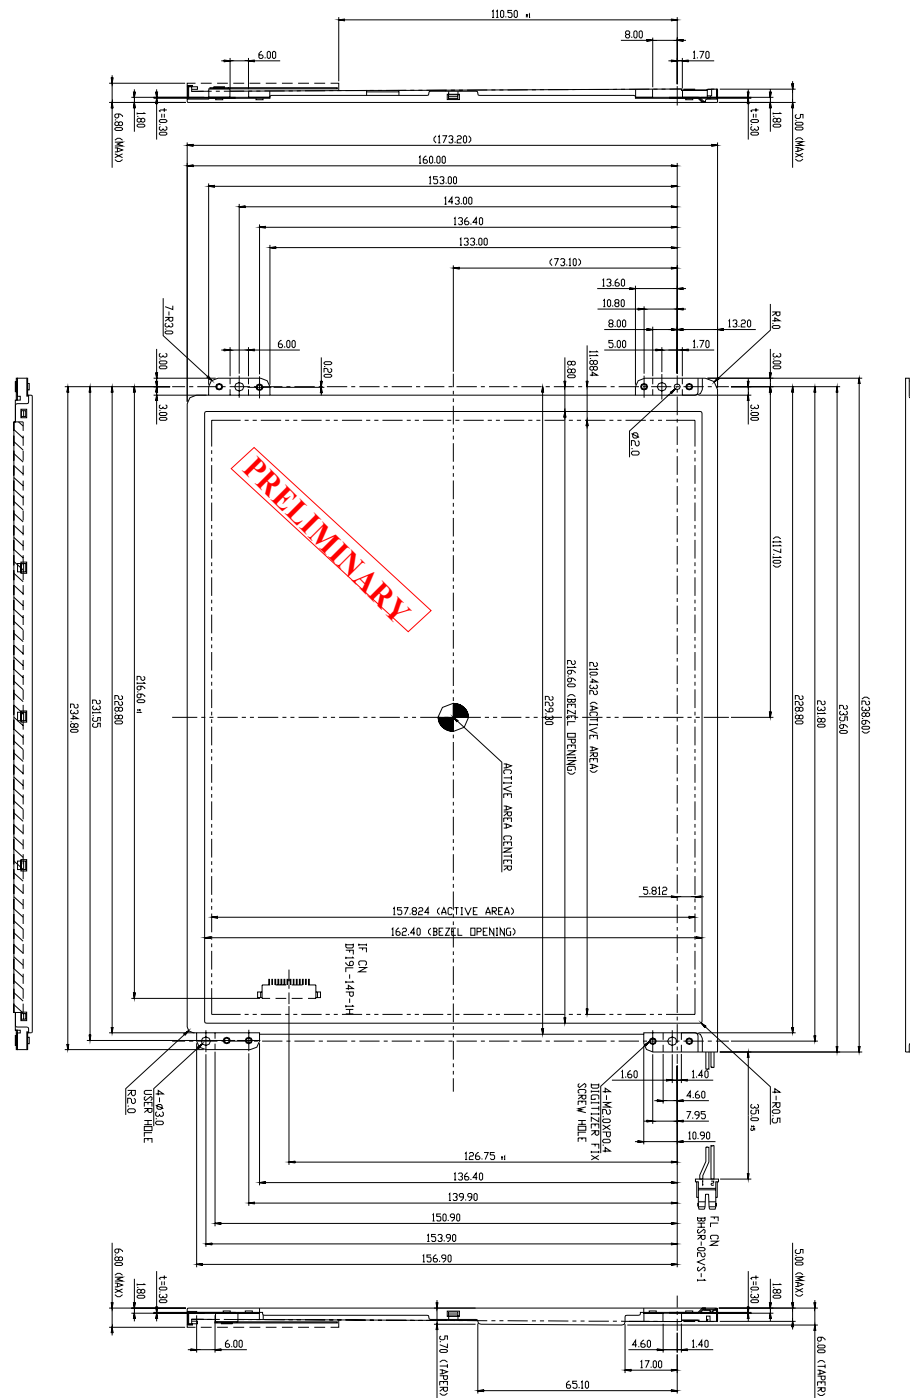 110.50 ※1
8.00
6.00
1.70
6.80 (MAX)
1.80
t=0.30
t=0.30
1.80
5.00 (MAX)
(173.20)
160.00
153.00
143.00
136.40
133.00
(73.10)
13.60
10.80
8.00
13.20
5.00
1.70
6.00
7-R3.0
R4.0
3.00
3.00
0.20
8.80
11.884
3.00
3.00
ø2.0
PRELIMINARY
(117.10)
216.60
228.80
231.55
234.80
229.30
216.60 (BEZEL OPENING)
210.432 (ACTIVE AREA)
228.80
231.80
235.60
(238.60)
ACTIVE AREA CENTER
5.812
157.824 (ACTIVE AREA)
162.40 (BEZEL OPENING)
IF CN
DF19L-14P-1H
R2.0
4-ø3.0
USER HOLE
4-M2.0XP0.4
DIGITIZER FIX
SCREW HOLE
1.60
1.40
4.60
7.95
10.90
4-R0.5
35.0
126.75
136.40
139.90
150.90
153.90
156.90
FL CN
BHSR-02VS-1
6.80 (MAX)
1.80
t=0.30
t=0.30
1.80
5.00 (MAX)
6.00 (TAPER)
6.00
5.70 (TAPER)
4.60
1.40
17.00
65.10